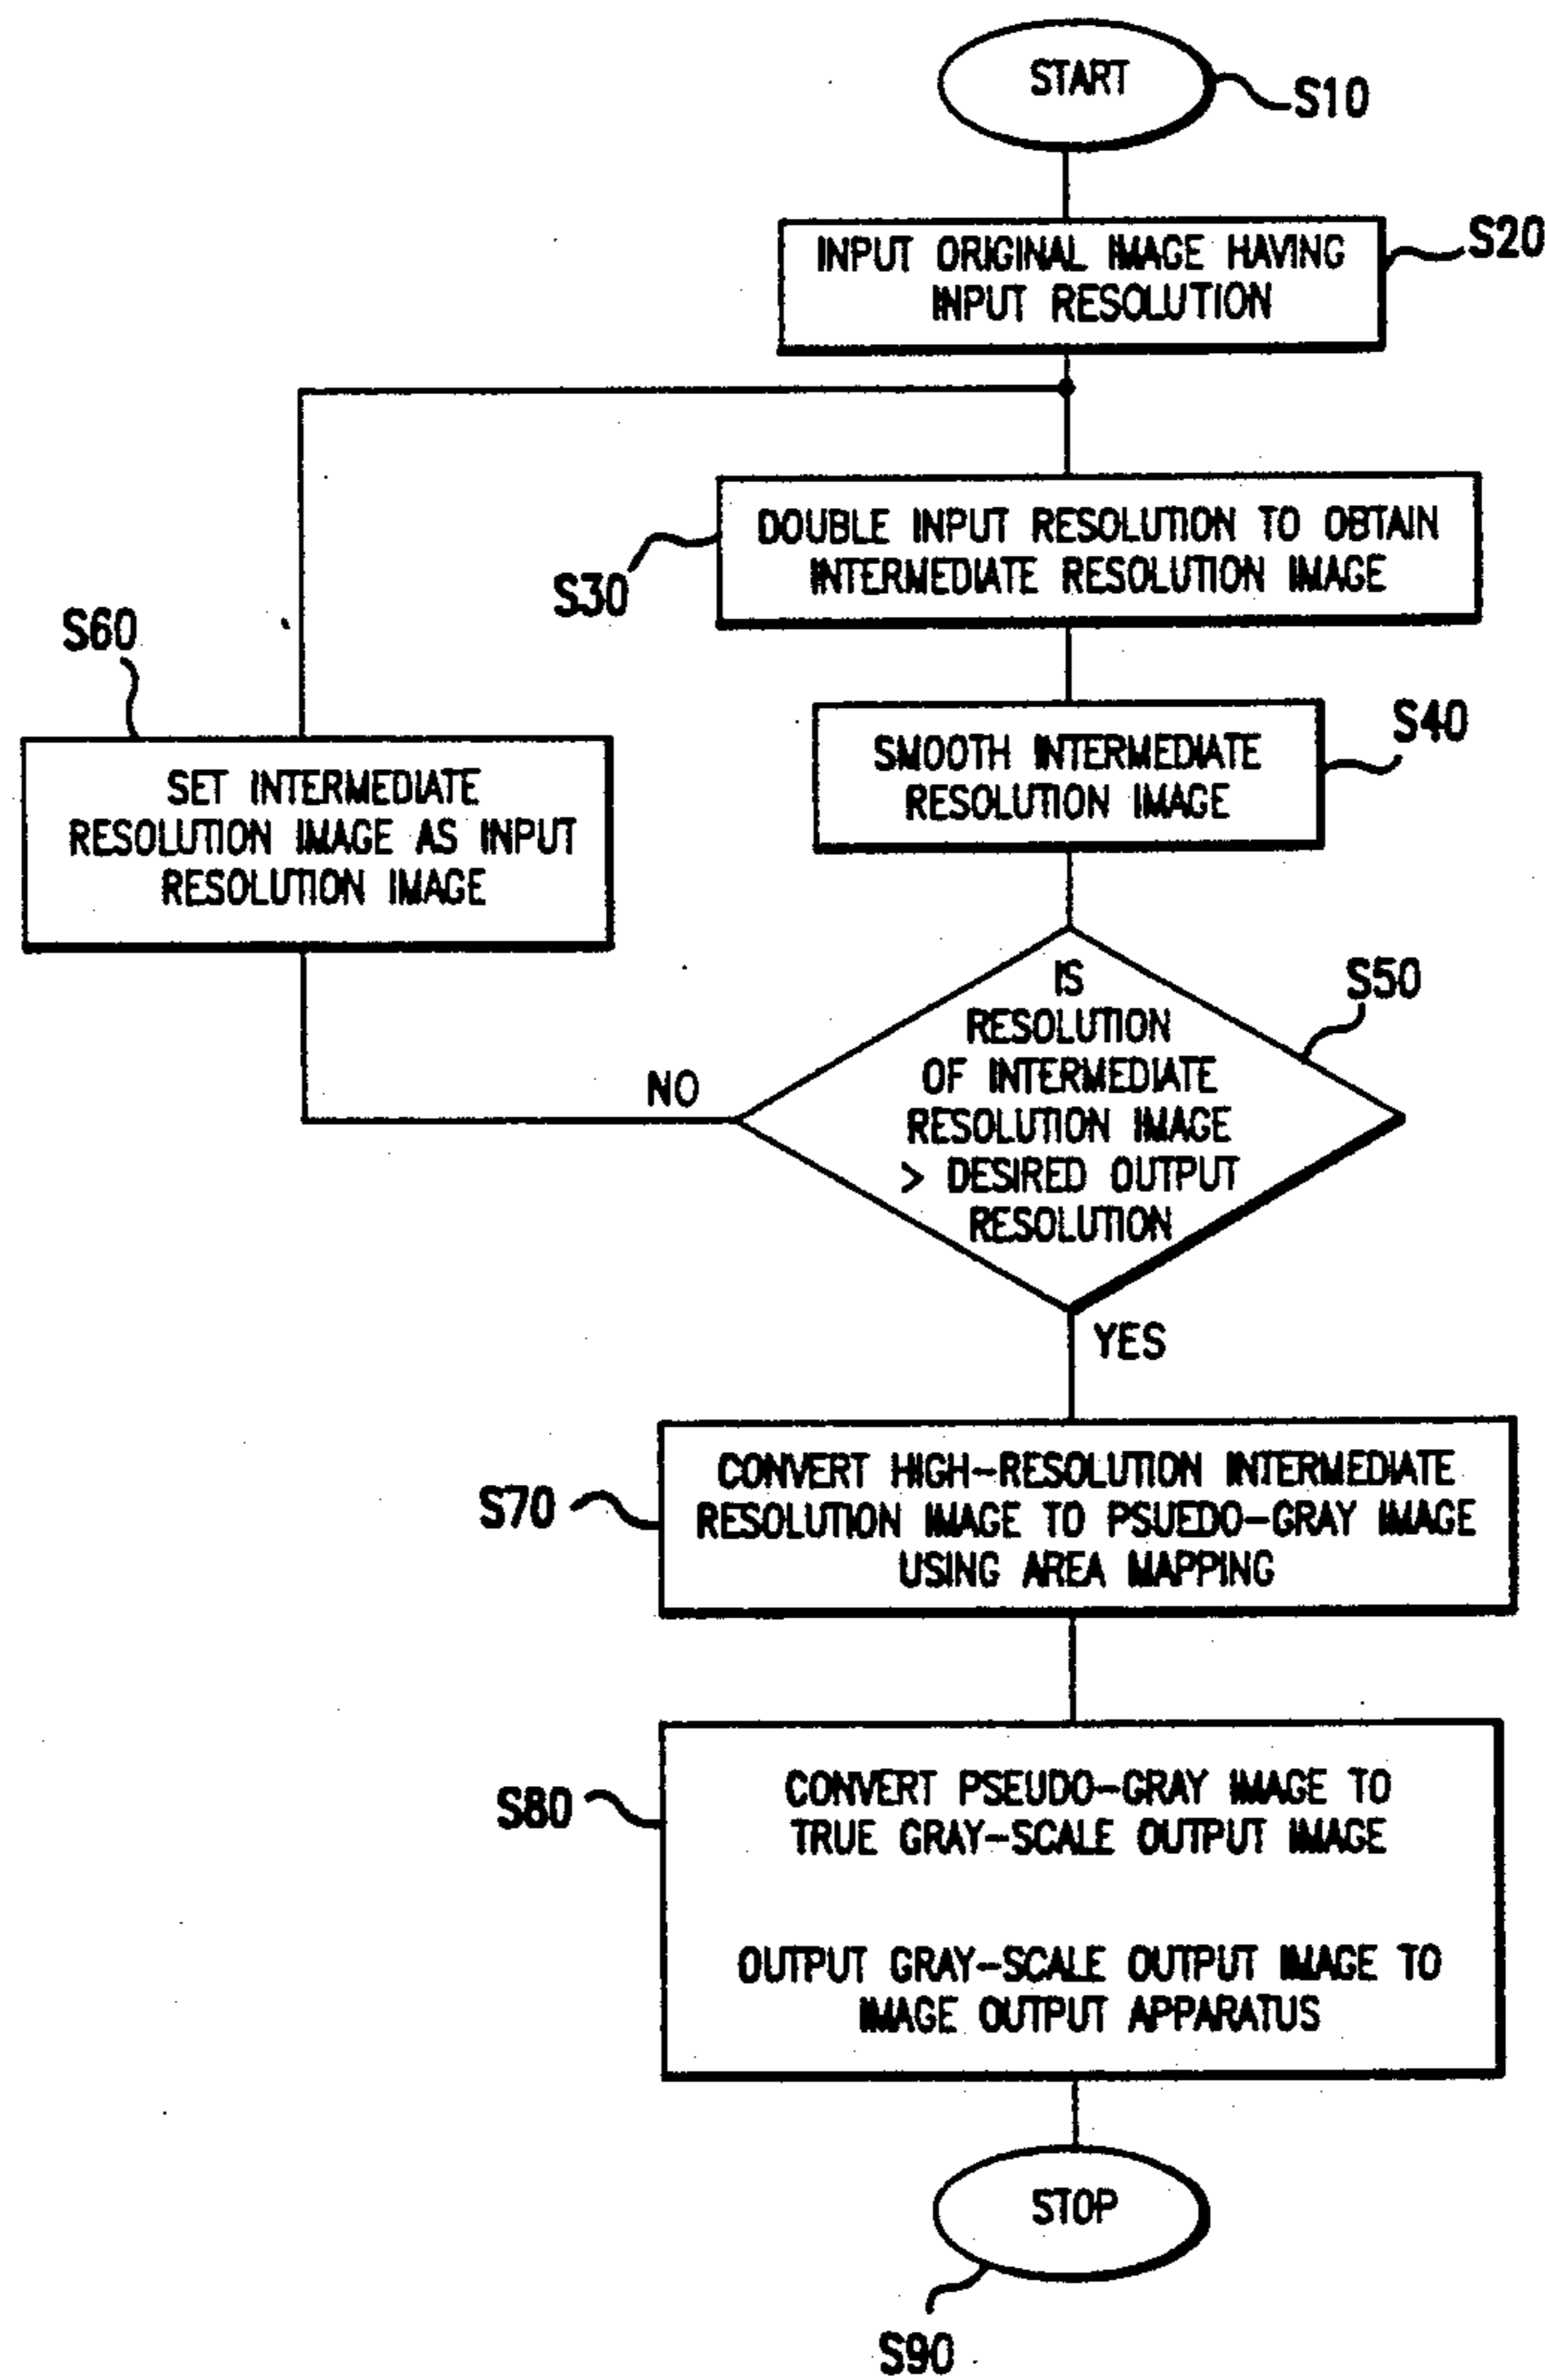 START
S10
INPUT ORIGINAL IMAGE HAVING
INPUT RESOLUTION
S20
DOUBLE INPUT RESOLUTION TO OBTAIN
INTERMEDIATE RESOLUTION IMAGE
S30
SMOOTH INTERMEDIATE
RESOLUTION IMAGE
S40
S60
SET INTERMEDIATE
RESOLUTION IMAGE AS INPUT
RESOLUTION IMAGE
IS
RESOLUTION
OF INTERMEDIATE
RESOLUTION IMAGE
> DESIRED OUTPUT
RESOLUTION
S50
NO
YES
CONVERT HIGH-RESOLUTION INTERMEDIATE
RESOLUTION IMAGE TO PSUEDO-GRAY IMAGE
USING AREA MAPPING
S70
CONVERT PSEUDO-GRAY IMAGE TO
TRUE GRAY-SCALE OUTPUT IMAGE
OUTPUT GRAY-SCALE OUTPUT IMAGE TO
IMAGE OUTPUT APPARATUS
S80
STOP
S90